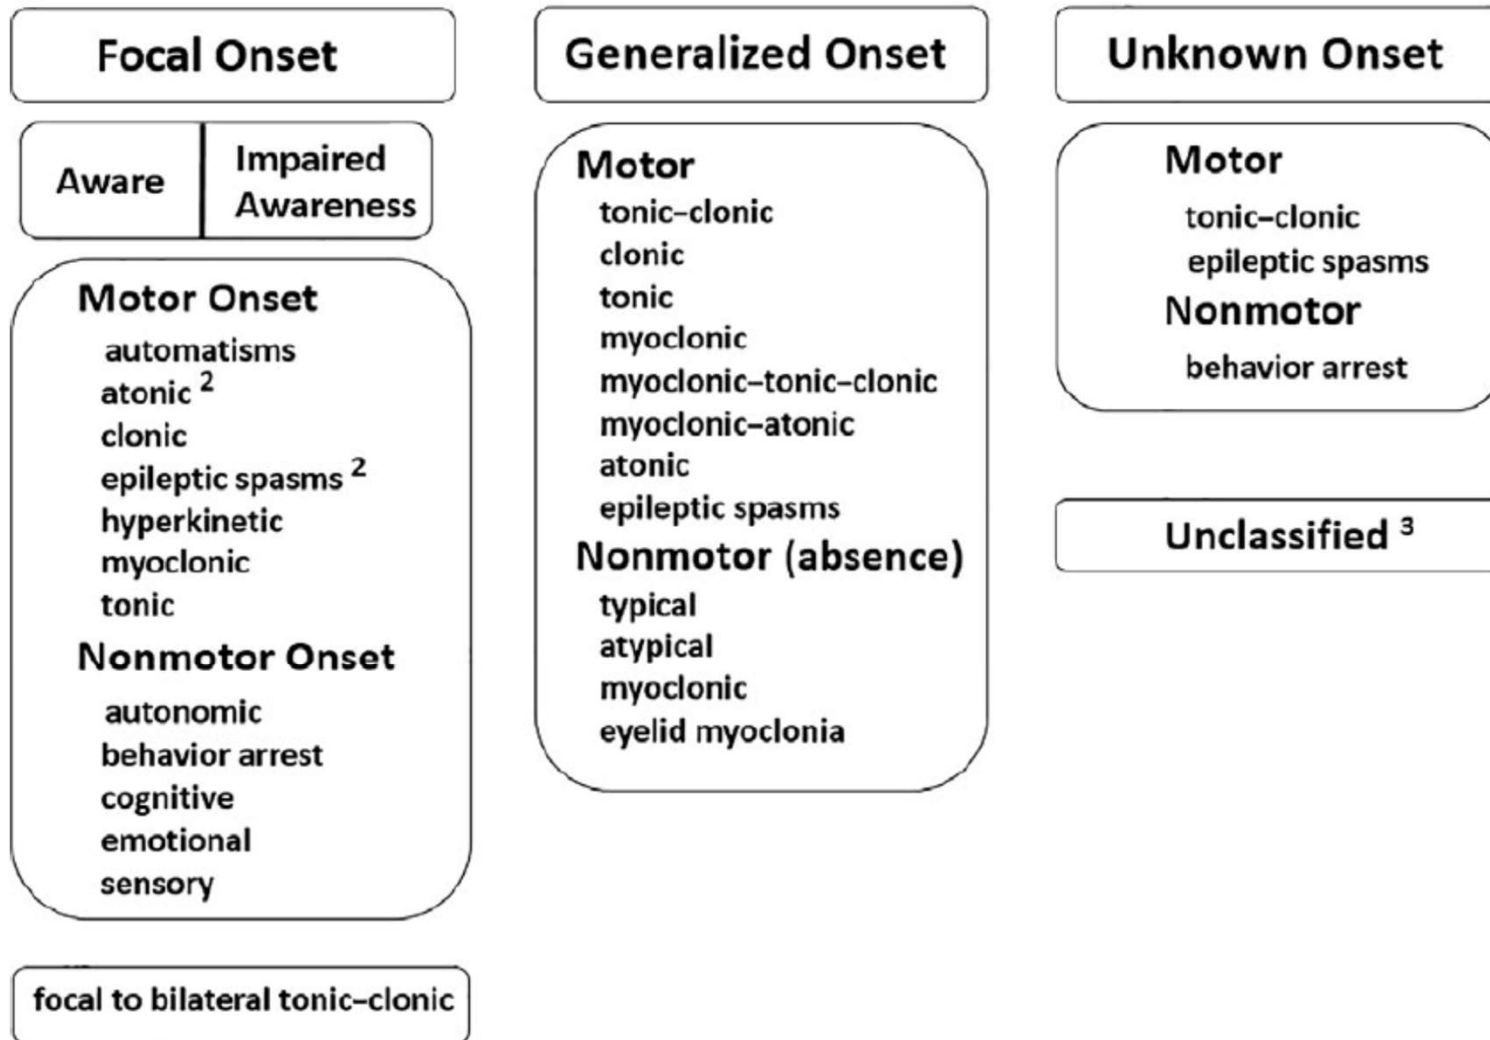 Focal Onset
Aware
Impaired
Awareness
Motor Onset
automatisms
atonic 2
clonic
epileptic spasms 2
hyperkinetic
myoclonic
tonic
Nonmotor Onset
autonomic
behavior arrest
cognitive
emotional
sensory
focal to bilateral tonic–clonic
Generalized Onset
Motor
tonic–clonic
clonic
tonic
myoclonic
myoclonic–tonic–clonic
myoclonic–atonic
atonic
epileptic spasms
Nonmotor (absence)
typical
atypical
myoclonic
eyelid myoclonia
Unknown Onset
Motor
tonic–clonic
epileptic spasms
Nonmotor
behavior arrest
Unclassified 3